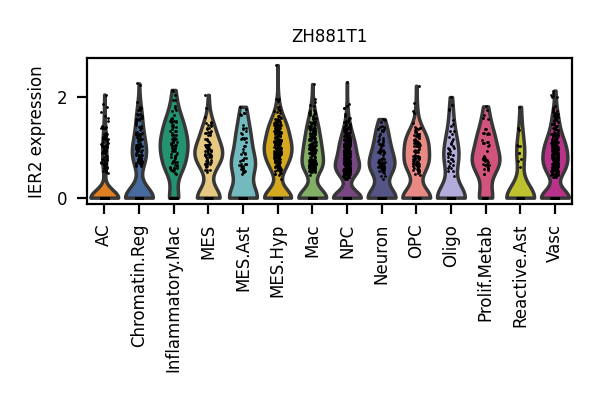 ZH881T1
IER2 expression
2
0
AC
Chromatin.Reg
Inflammatory.Mac
MES
MES.Ast
MES.Hyp
Mac
NPC
Neuron
OPC
Oligo
Prolif.Metab
Reactive.Ast
Vasc